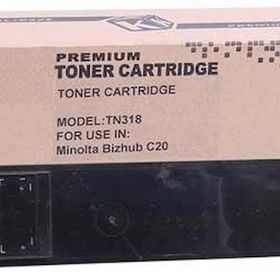 PREMIUM
TONER CARTRIDGE
TONER CARTRIDGE
MODEL:TN318
FOR USE IN:
Minolta Bizhub C20